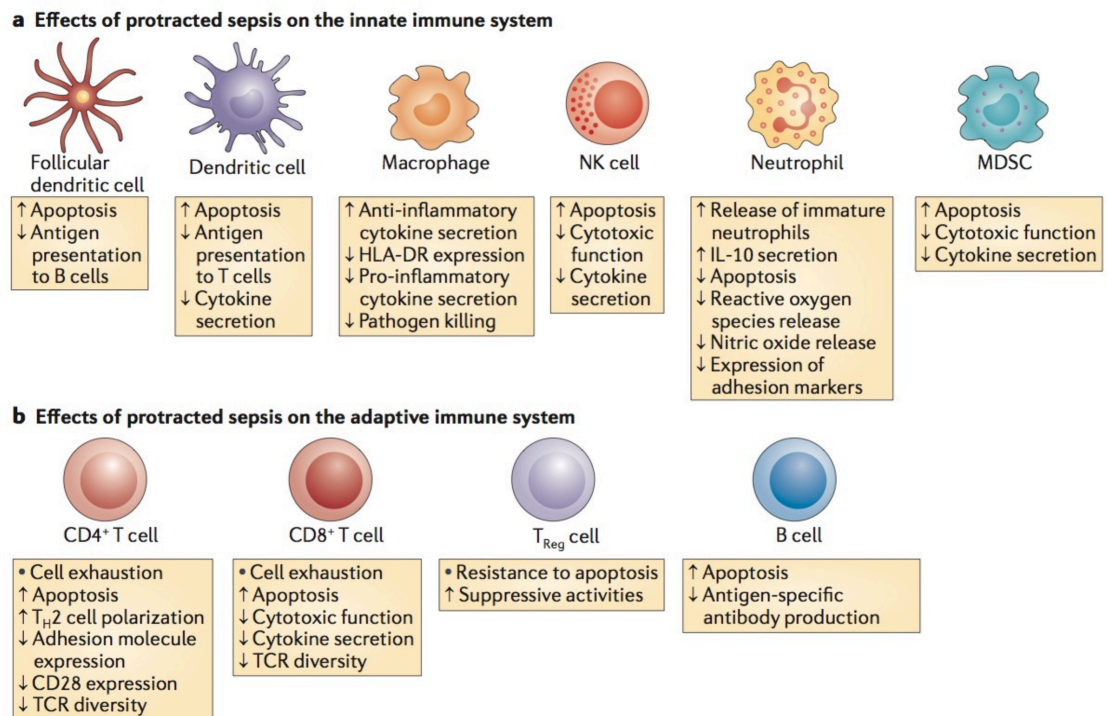 a Effects of protracted sepsis on the innate immune system
Follicular
dendritic cell
↑ Apoptosis
↓ Antigen
presentation
to B cells
Dendritic cell
↑ Apoptosis
↓ Antigen
presentation
to T cells
↓ Cytokine
secretion
Macrophage
↑ Anti-inflammatory
cytokine secretion
↓ HLA-DR expression
↓ Pro-inflammatory
cytokine secretion
↓ Pathogen killing
NK cell
↑ Apoptosis
↓ Cytotoxic
function
↓ Cytokine
secretion
Neutrophil
↑ Release of immature
neutrophils
↑ IL-10 secretion
↓ Apoptosis
↓ Reactive oxygen
species release
↓ Nitric oxide release
↓ Expression of
adhesion markers
MDSC
↑ Apoptosis
↓ Cytotoxic function
↓ Cytokine secretion
b Effects of protracted sepsis on the adaptive immune system
CD4⁺ T cell
• Cell exhaustion
↑ Apoptosis
↑ T_H2 cell polarization
↓ Adhesion molecule
expression
↓ CD28 expression
↓ TCR diversity
CD8⁺ T cell
• Cell exhaustion
↑ Apoptosis
↓ Cytotoxic function
↓ Cytokine secretion
↓ TCR diversity
T_Reg cell
• Resistance to apoptosis
↑ Suppressive activities
B cell
↑ Apoptosis
↓ Antigen-specific
antibody production